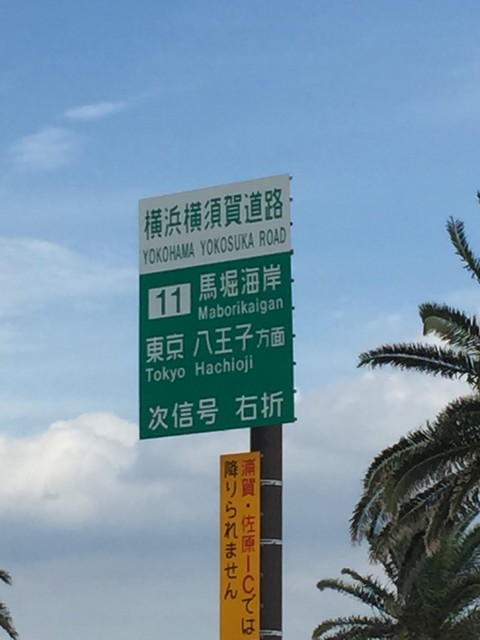 横浜横須賀道路
YOKOHAMA YOKOSUKA ROAD
11 馬堀海岸
Maborikaigan
東京 八王子方面
Tokyo Hachioji
次信号 右折
浦賀・佐原ICでは
降りられません